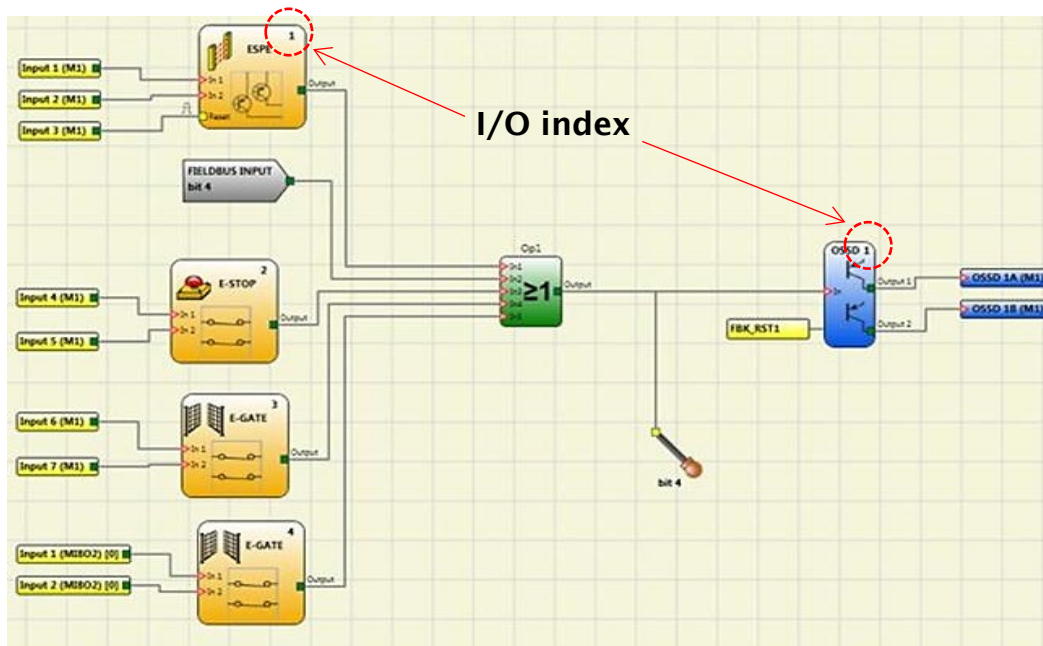 1
ESPE
Input 1 (M1)
In 1
Output
Input 2 (M1)
In 2
Input 3 (M1)
Reset
I/O index
FIELDBUS INPUT
bit 4
Op1
OSSD 1
2
E-STOP
In1
In2
In3
In4
In5
≥1
Output
In
Output 1
OSSD 1A (M1)
Input 4 (M1)
In 1
Output
Output 2
OSSD 1B (M1)
Input 5 (M1)
In 2
FBK_RST1
3
E-GATE
Input 6 (M1)
In 1
Output
Input 7 (M1)
In 2
bit 4
4
E-GATE
Input 1 (MI8O2) [0]
In 1
Output
Input 2 (MI8O2) [0]
In 2